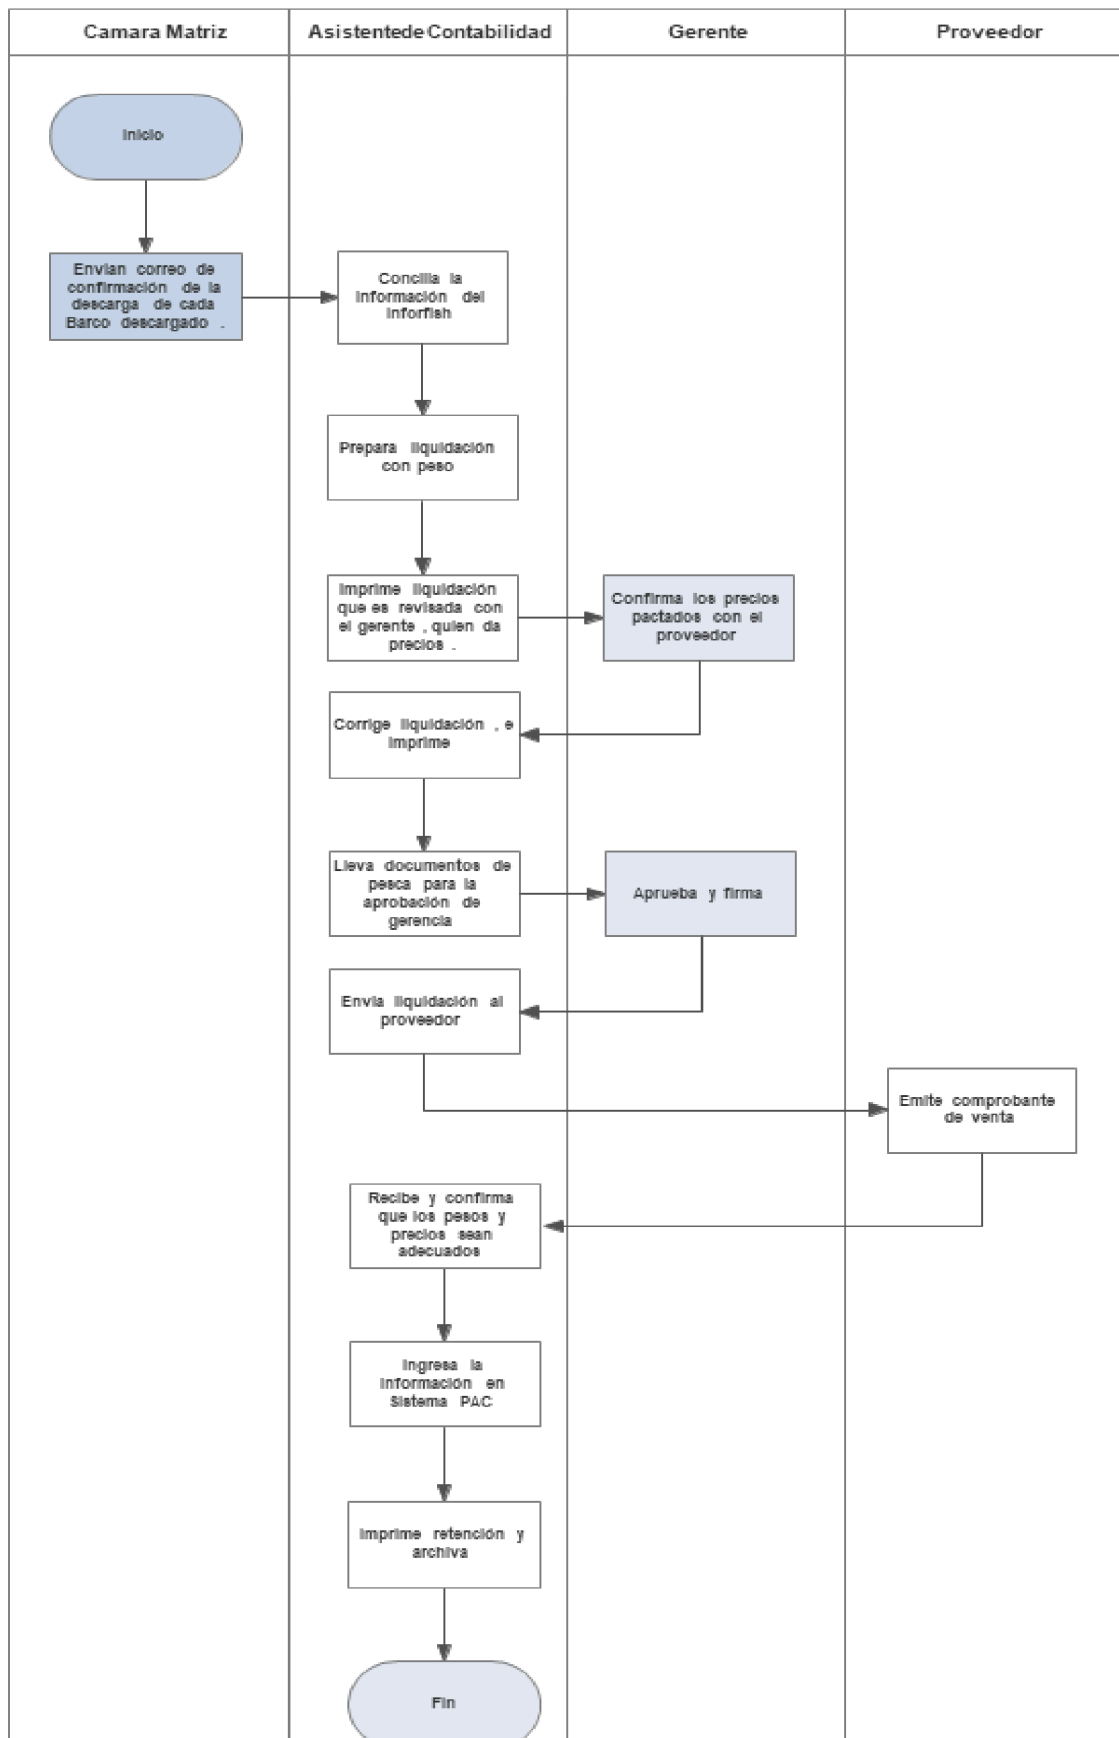 Camara Matriz
Asistentede Contabilidad
Gerente
Proveedor
Inicio
Envían correo de
confirmación de la
descarga de cada
Barco descargado .
Concilia la
información del
Inforfish
Prepara liquidación
con peso
Imprime liquidación
que es revisada con
el gerente , quien da
precios .
Confirma los precios
pactados con el
proveedor
Corrige liquidación , e
imprime
Lleva documentos de
pesca para la
aprobación de
gerencia
Aprueba y firma
Envía liquidación al
proveedor
Emite comprobante
de venta
Recibe y confirma
que los pesos y
precios sean
adecuados
Ingresa la
información en
Sistema PAC
Imprime retención y
archiva
Fin